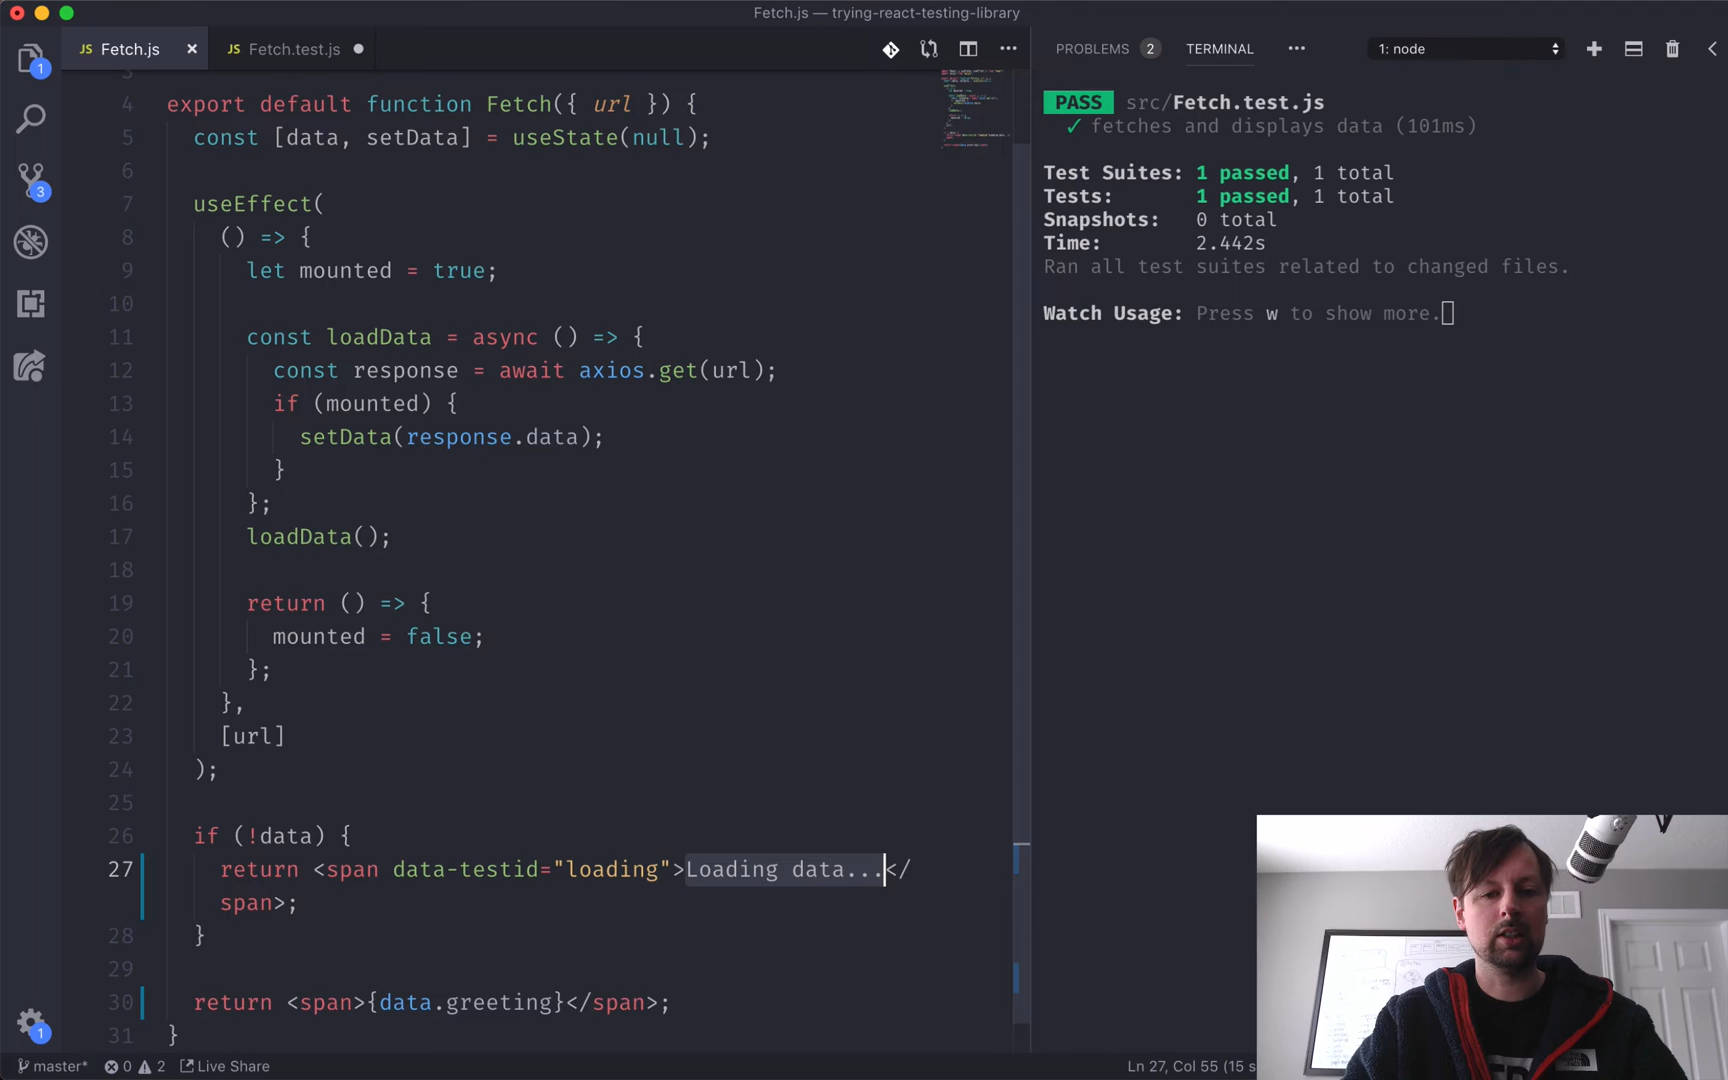 Fetch.js — trying-react-testing-library
JS Fetch.js ×
JS Fetch.test.js
PROBLEMS 2 TERMINAL ••• 1: node
1
3
1
3
4 export default function Fetch({ url }) {
5 const [data, setData] = useState(null);
6
7 useEffect(
8 () => {
9 let mounted = true;
10
11 const loadData = async () => {
12 const response = await axios.get(url);
13 if (mounted) {
14 setData(response.data);
15 }
16 };
17 loadData();
18
19 return () => {
20 mounted = false;
21 };
22 },
23 [url]
24 );
25
26 if (!data) {
27 return <span data-testid="loading">Loading data...</
span>;
28 }
29
30 return <span>{data.greeting}</span>;
31 }
PASS src/Fetch.test.js
✓ fetches and displays data (101ms)
Test Suites: 1 passed, 1 total
Tests: 1 passed, 1 total
Snapshots: 0 total
Time: 2.442s
Ran all test suites related to changed files.
Watch Usage: Press w to show more.
master* 0 2 Live Share
Ln 27, Col 55 (15 s